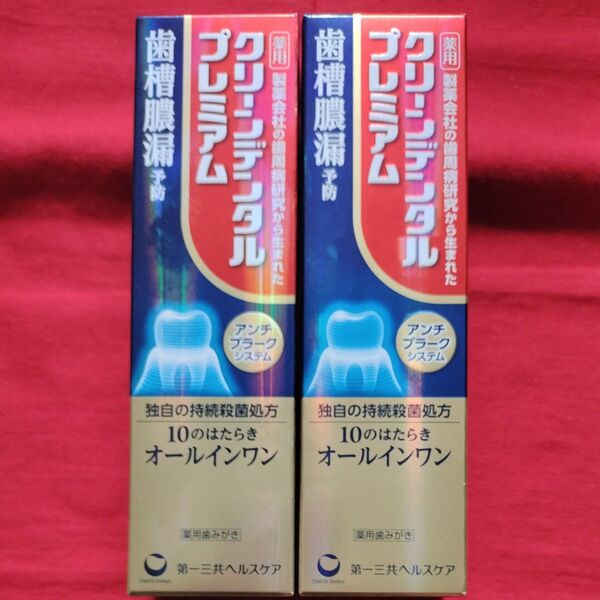 薬用
製薬会社の歯周病研究から生まれた
クリーンデンタル
プレミアム
歯槽膿漏予防
アンチ
プラーク
システム
独自の持続殺菌処方
10のはたらき
オールインワン
薬用歯みがき
Daiichi-Sankyo
第一三共ヘルスケア
薬用
製薬会社の歯周病研究から生まれた
クリーンデンタル
プレミアム
歯槽膿漏予防
アンチ
プラーク
システム
独自の持続殺菌処方
10のはたらき
オールインワン
薬用歯みがき
Daiichi-Sankyo
第一三共ヘルスケア